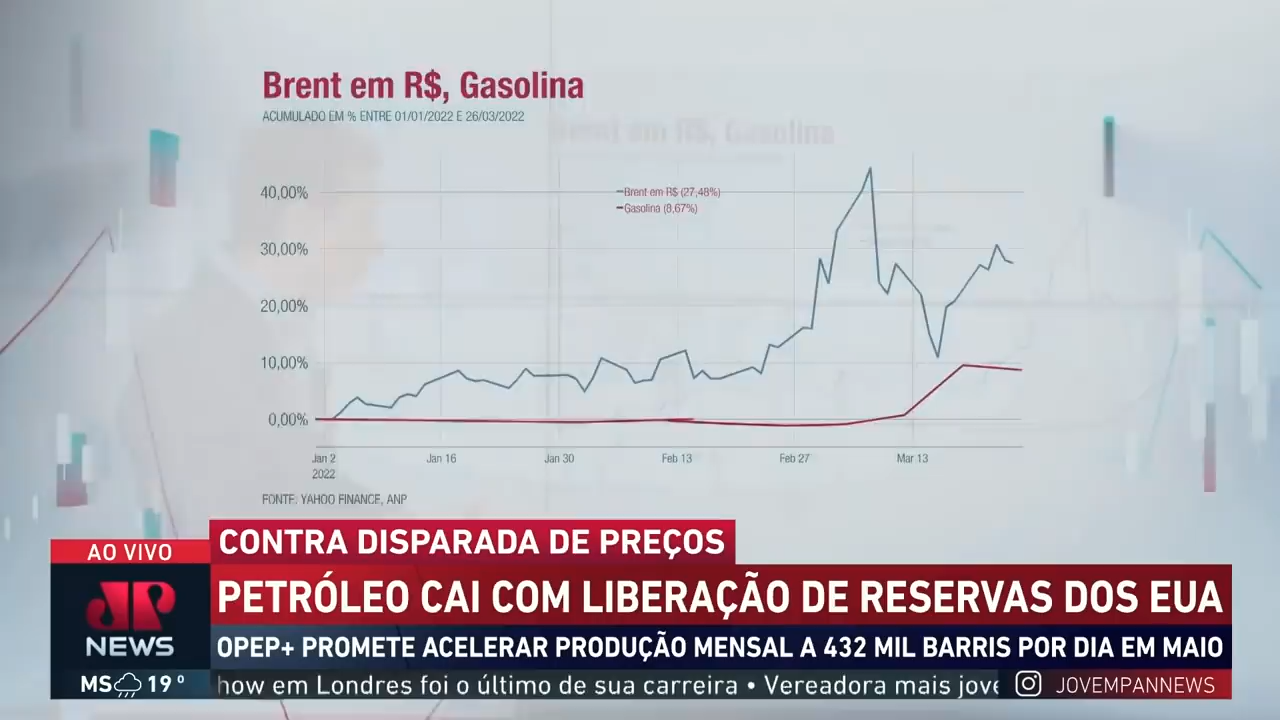 Brent em R$, Gasolina
ACUMULADO EM % ENTRE 01/01/2022 E 26/03/2022
Brent em R$, Gasolina
40,00%
Brent em R$ (27,48%)
Gasolina (8,67%)
30,00%
20,00%
10,00%
0,00%
Jan 2 Jan 16 Jan 30 Feb 13 Feb 27 Mar 13
2022
FONTE: YAHOO FINANCE, ANP
CONTRA DISPARADA DE PREÇOS
AO VIVO
PETRÓLEO CAI COM LIBERAÇÃO DE RESERVAS DOS EUA
JP
NEWS
OPEP+ PROMETE ACELERAR PRODUÇÃO MENSAL A 432 MIL BARRIS POR DIA EM MAIO
MS 19 º
how em Londres foi o último de sua carreira • Vereadora mais jove
JOVEMPANNEWS